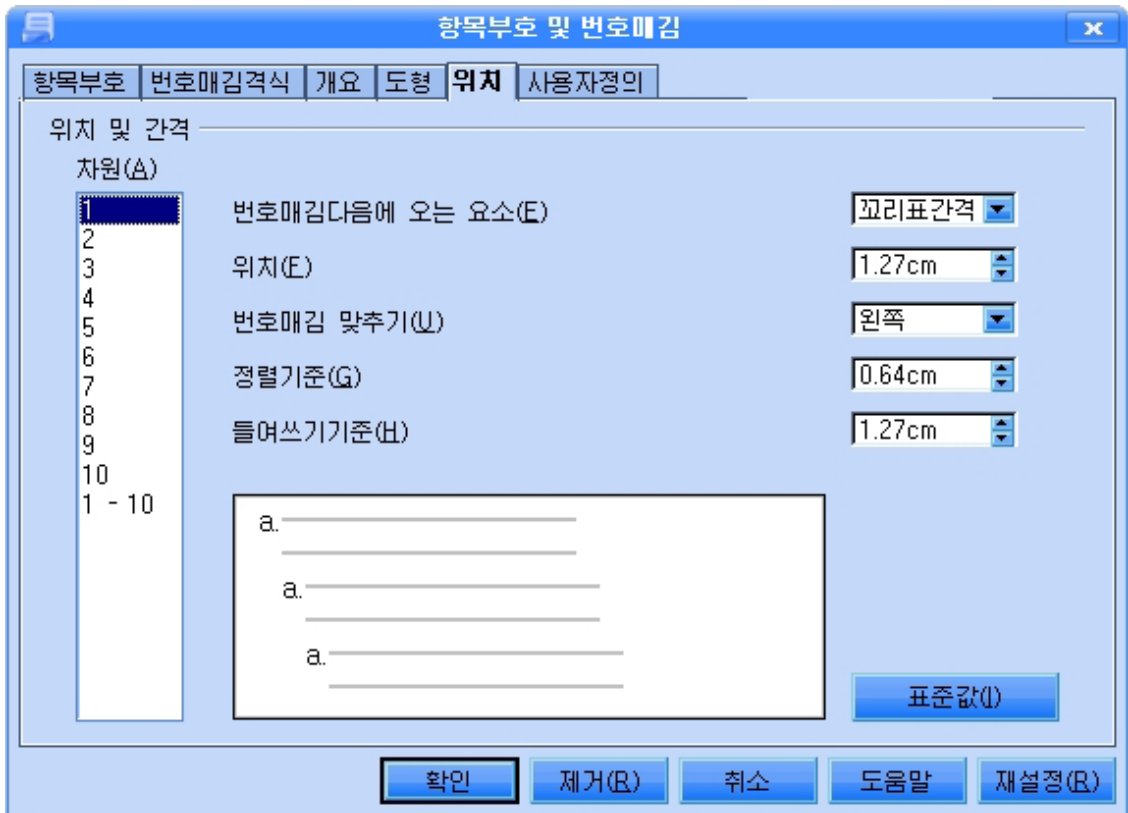 항목부호 및 번호매김
항목부호 번호매김격식 개요 도형 위치 사용자정의
위치 및 간격
차원(A)
1
2
3
4
5
6
7
8
9
10
1 - 10
번호매김다음에 오는 요소(E) 꼬리표간격
위치(F) 1.27cm
번호매김 맞추기(U) 왼쪽
정렬기준(G) 0.64cm
들여쓰기기준(H) 1.27cm
a.
a.
a.
표준값(I)
확인 제거(R) 취소 도움말 재설정(R)